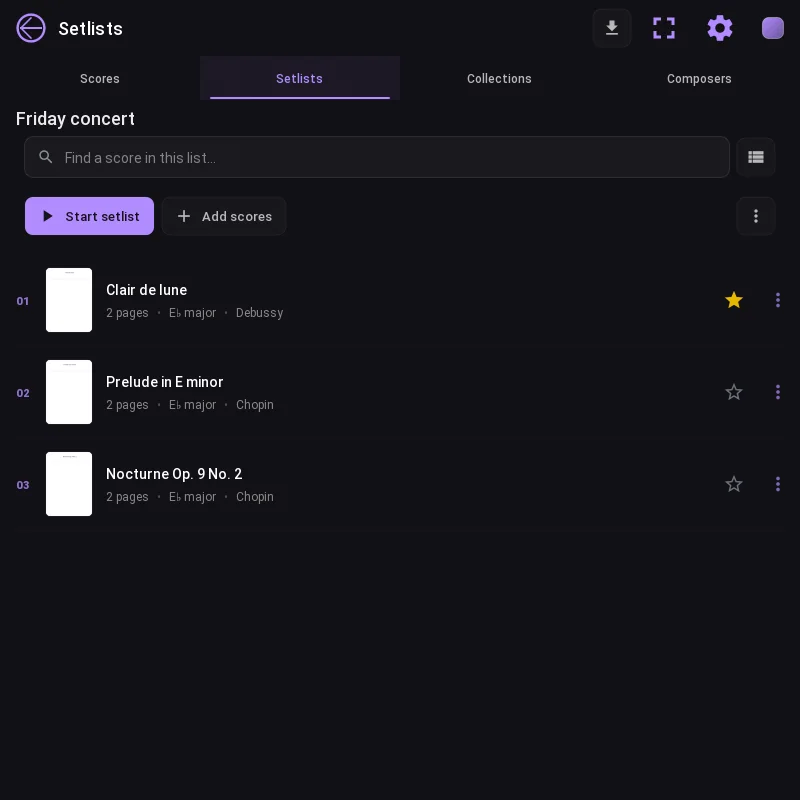 Setlists
Scores
Setlists
Collections
Composers
Friday concert
Find a score in this list...
Start setlist
Add scores
01
Clair de lune
2 pages • E♭ major • Debussy
02
Prelude in E minor
2 pages • E♭ major • Chopin
03
Nocturne Op. 9 No. 2
2 pages • E♭ major • Chopin